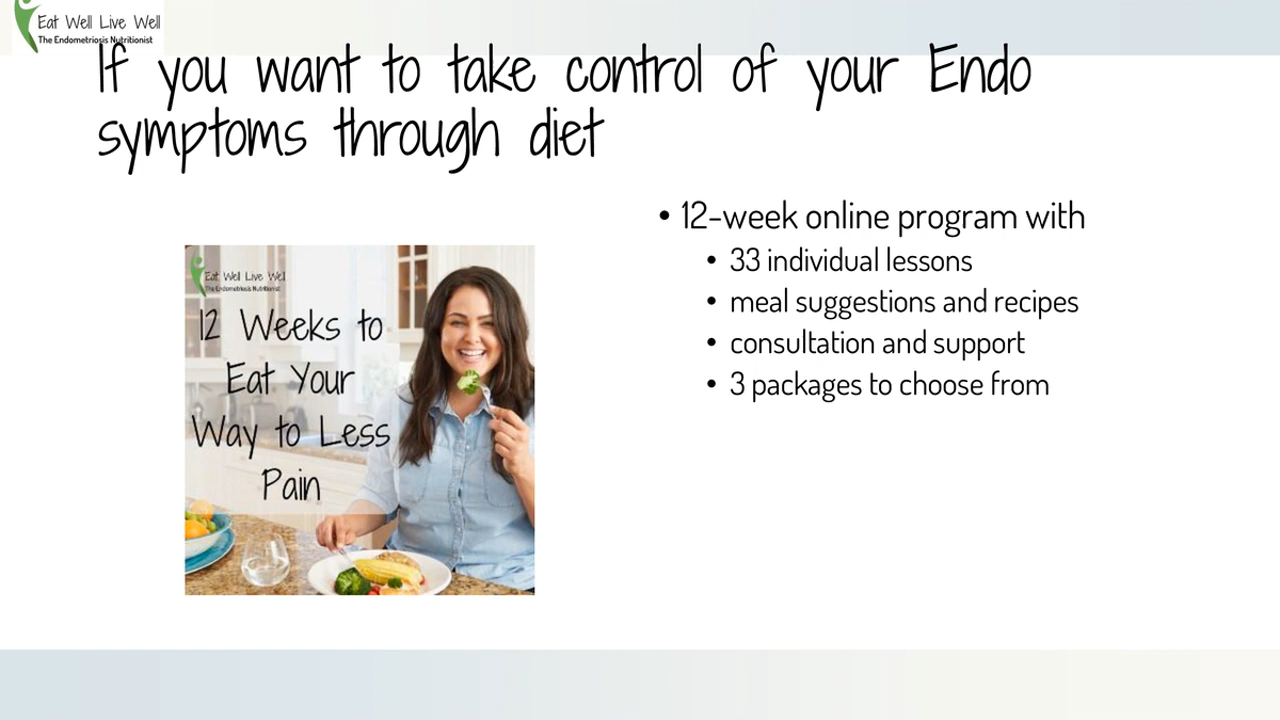 Eat Well Live Well
The Endometriosis Nutritionist
If you want to take control of your Endo
symptoms through diet
• 12-week online program with
• 33 individual lessons
• meal suggestions and recipes
• consultation and support
• 3 packages to choose from
Eat Well Live Well
The Endometriosis Nutritionist
12 Weeks to
Eat Your
Way to Less
Pain